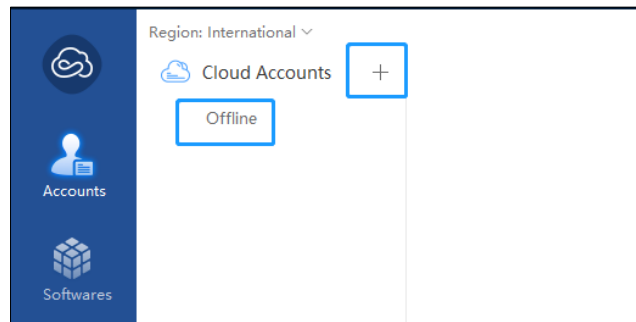 Region: International
Cloud Accounts
Offline
Accounts
Softwares